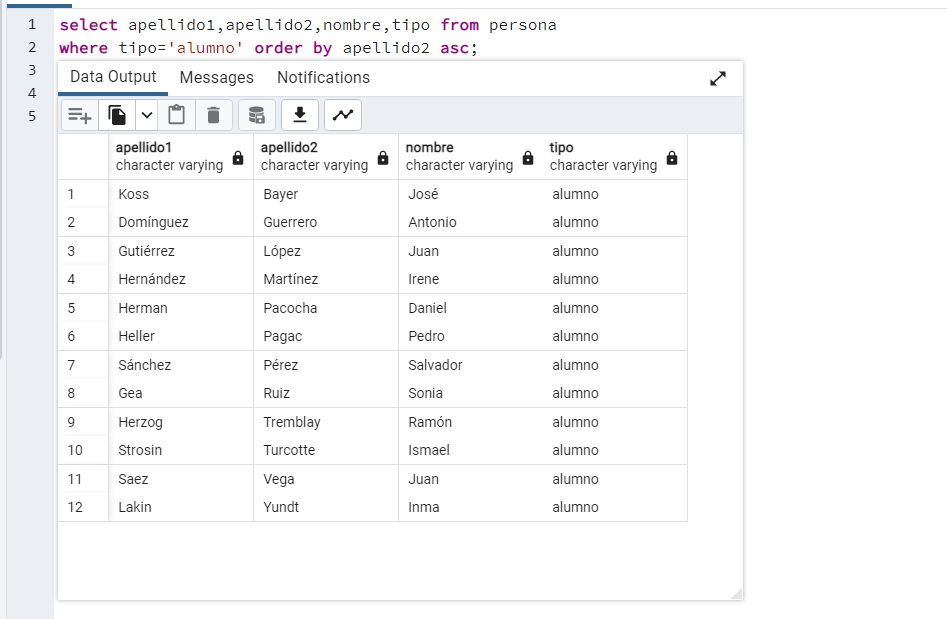 1 select apellido1,apellido2,nombre,tipo from persona
2 where tipo='alumno' order by apellido2 asc;
3
4
5
Data Output Messages Notifications
apellido1 apellido2 nombre tipo
character varying character varying character varying character varying
1 Koss Bayer José alumno
2 Domínguez Guerrero Antonio alumno
3 Gutiérrez López Juan alumno
4 Hernández Martínez Irene alumno
5 Herman Pacocha Daniel alumno
6 Heller Pagac Pedro alumno
7 Sánchez Pérez Salvador alumno
8 Gea Ruiz Sonia alumno
9 Herzog Tremblay Ramón alumno
10 Strosin Turcotte Ismael alumno
11 Saez Vega Juan alumno
12 Lakin Yundt Inma alumno